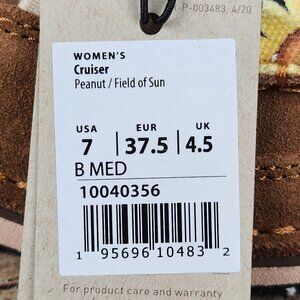 -P-003483, 4/20
WOMEN'S
Cruiser
Peanut / Field of Sun
USA EUR UK
7 37.5 4.5
B MED
10040356
1 95696 10483 2
For product care and warranty